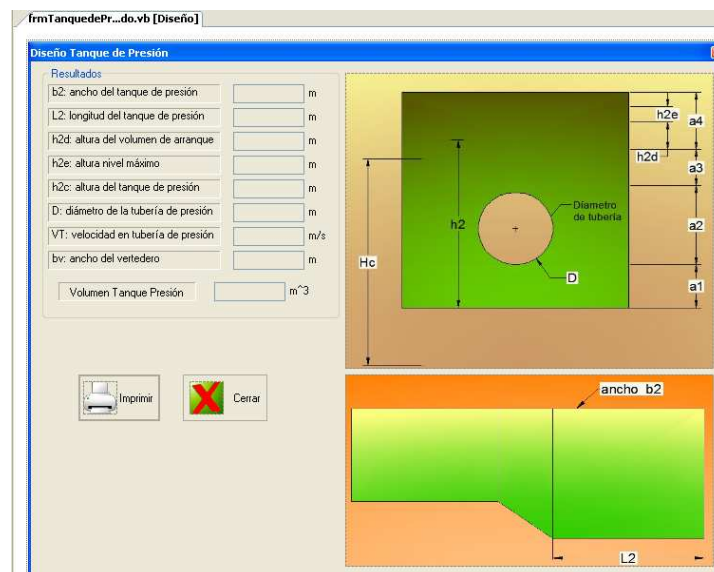 frmTanquedePr...do.vb [Diseño]
Diseño Tanque de Presión
Resultados
b2: ancho del tanque de presión m
L2: longitud del tanque de presión m
h2d: altura del volumen de arranque m
h2e: altura nivel máximo m
h2c: altura del tanque de presión m
D: diámetro de la tubería de presión m
VT: velocidad en tubería de presión m/s
bv: ancho del vertedero m
Volumen Tanque Presión m^3
Imprimir
Cerrar
h2e
a4
h2d
a3
Diametro
de tubería
h2
a2
Hc
D
a1
ancho b2
L2